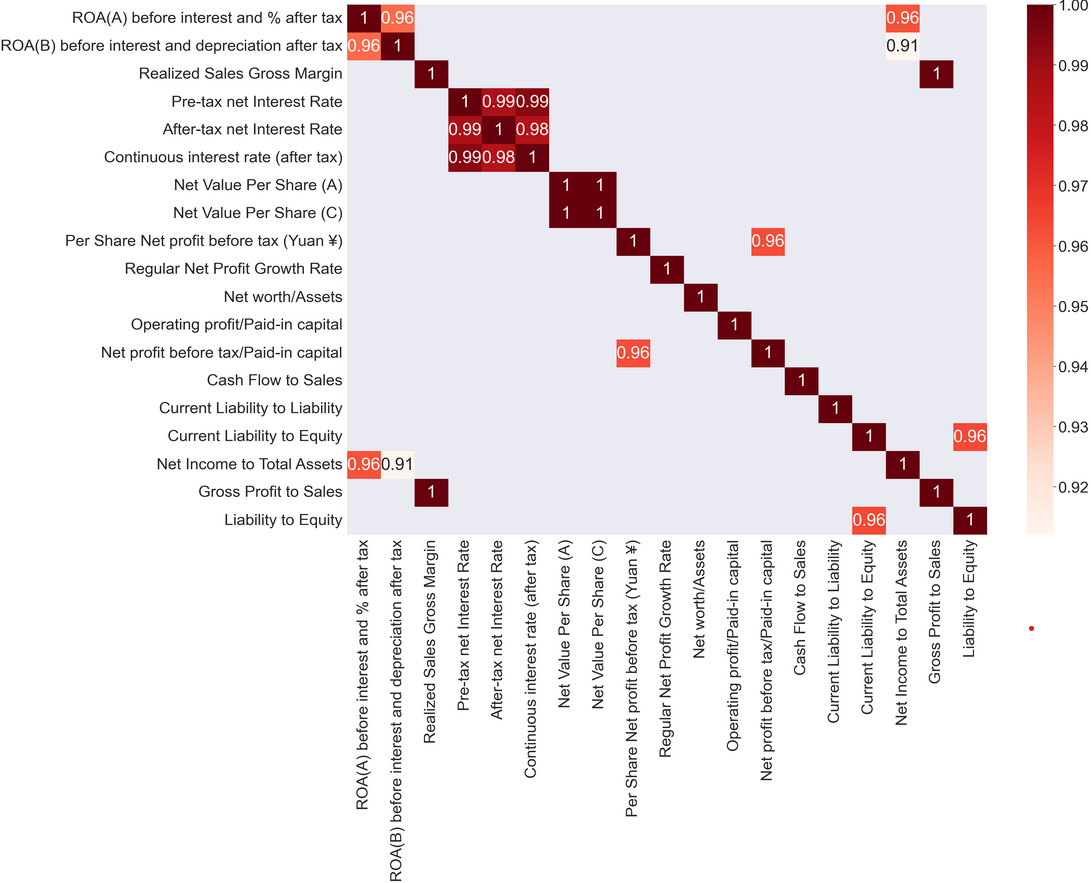 ROA(A) before interest and % after tax 1 0.96 0.96
ROA(B) before interest and depreciation after tax 0.96 1 0.91
Realized Sales Gross Margin 1 1
Pre-tax net Interest Rate 1 0.99 0.99
After-tax net Interest Rate 0.99 1 0.98
Continuous interest rate (after tax) 0.99 0.98 1
Net Value Per Share (A) 1 1
Net Value Per Share (C) 1 1
Per Share Net profit before tax (Yuan ¥) 1 0.96
Regular Net Profit Growth Rate 1
Net worth/Assets 1
Operating profit/Paid-in capital 1
Net profit before tax/Paid-in capital 0.96 1
Cash Flow to Sales 1
Current Liability to Liability 1
Current Liability to Equity 1 0.96
Net Income to Total Assets 0.96 0.91 1
Gross Profit to Sales 1 1
Liability to Equity 0.96 1
ROA(A) before interest and % after tax
ROA(B) before interest and depreciation after tax
Realized Sales Gross Margin
Pre-tax net Interest Rate
After-tax net Interest Rate
Continuous interest rate (after tax)
Net Value Per Share (A)
Net Value Per Share (C)
Per Share Net profit before tax (Yuan ¥)
Regular Net Profit Growth Rate
Net worth/Assets
Operating profit/Paid-in capital
Net profit before tax/Paid-in capital
Cash Flow to Sales
Current Liability to Liability
Current Liability to Equity
Net Income to Total Assets
Gross Profit to Sales
Liability to Equity
1.00
0.99
0.98
0.97
0.96
0.95
0.94
0.93
0.92